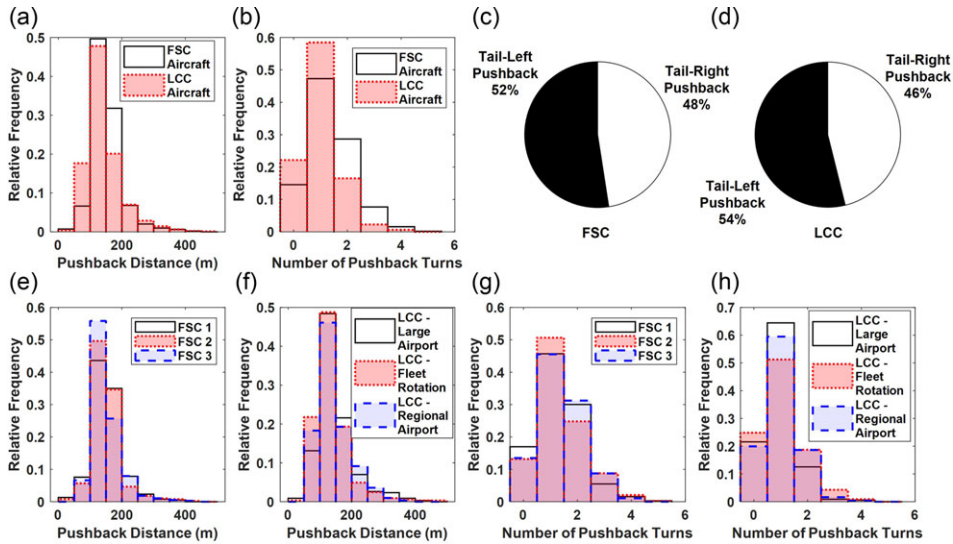 (a)
0.5
0.4
0.3
0.2
0.1
0
Relative Frequency
FSC
Aircraft
LCC
Aircraft
0 200 400
Pushback Distance (m)
(b)
0.6
0.5
0.4
0.3
0.2
0.1
0
Relative Frequency
FSC
Aircraft
LCC
Aircraft
0 2 4 6
Number of Pushback Turns
(c)
Tail-Left
Pushback
52%
Tail-Right
Pushback
48%
FSC
(d)
Tail-Right
Pushback
46%
Tail-Left
Pushback
54%
LCC
(e)
0.6
0.5
0.4
0.3
0.2
0.1
0
Relative Frequency
FSC 1
FSC 2
FSC 3
0 200 400
Pushback Distance (m)
(f)
0.5
0.4
0.3
0.2
0.1
0
Relative Frequency
LCC -
Large
Airport
LCC -
Fleet
Rotation
LCC -
Regional
Airport
0 200 400
Pushback Distance (m)
(g)
0.6
0.5
0.4
0.3
0.2
0.1
0
Relative Frequency
FSC 1
FSC 2
FSC 3
0 2 4 6
Number of Pushback Turns
(h)
0.7
0.6
0.5
0.4
0.3
0.2
0.1
0
Relative Frequency
LCC -
Large
Airport
LCC -
Fleet
Rotation
LCC -
Regional
Airport
0 2 4 6
Number of Pushback Turns